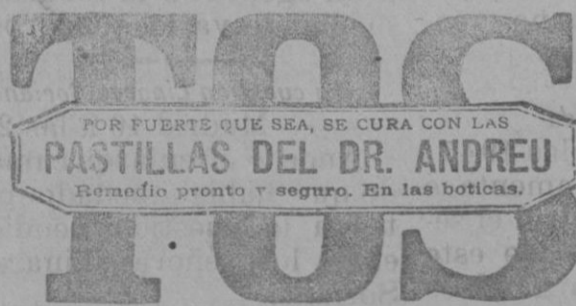 TOS
POR FUERTE QUE SEA, SE CURA CON LAS
PASTILLAS DEL DR. ANDREU
Remedio pronto y seguro. En las boticas.